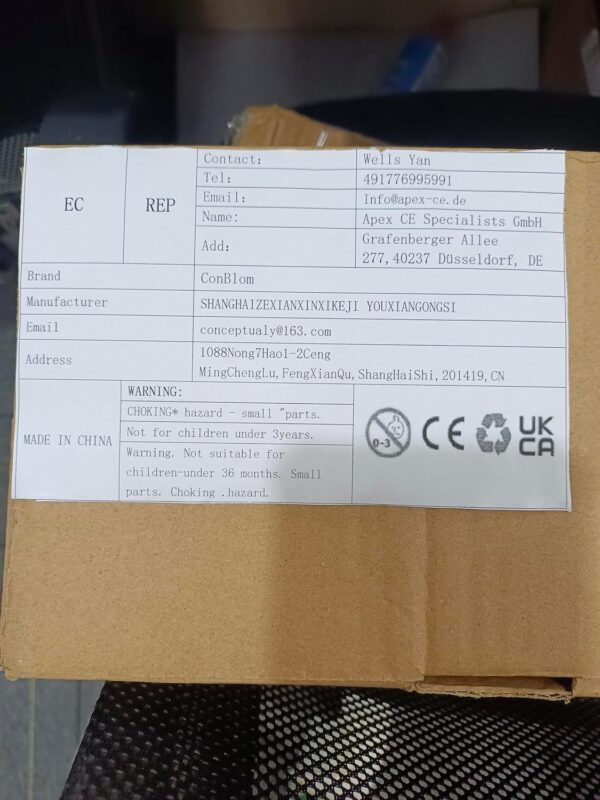 EC
REP
Contact: Wells Yan
Tel: 491776995991
Email: Info@apex-ce.de
Name: Apex CE Specialists GmbH
Add: Grafenberger Allee
277,40237 Düsseldorf, DE
Brand ConBlom
Manufacturer SHANGHAIZEXIANXINXIKEJI YOUXIANGONGSI
Email conceptualy@163.com
Address 1088Nong7Hao1-2Ceng
MingChengLu,FengXianQu,ShangHaiShi,201419,CN
MADE IN CHINA
WARNING:
CHOKING* hazard - small "parts.
Not for children under 3years.
Warning. Not suitable for
children-under 36 months. Small
parts. Choking .hazard.
0-3
CE
UK
CA